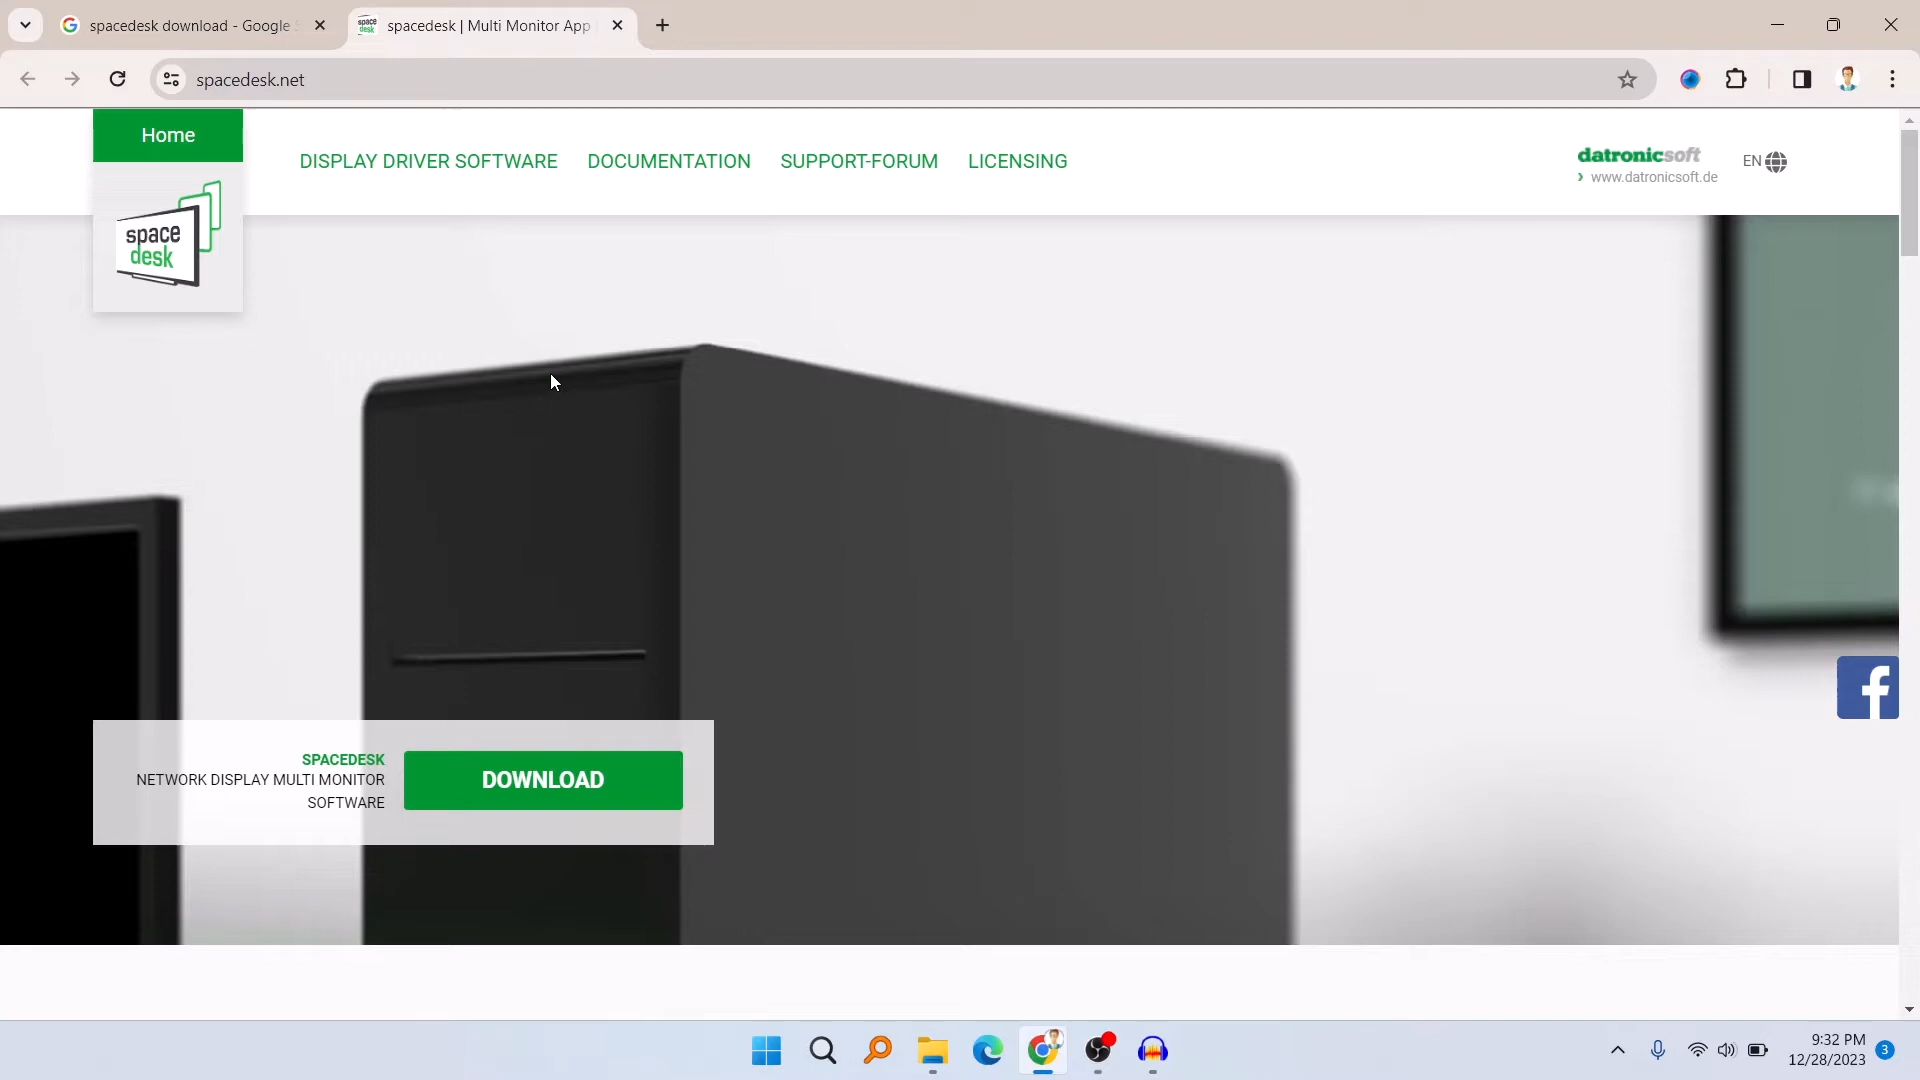 spacedesk download - Google S
spacedesk | Multi Monitor App
spacedesk.net
Home
DISPLAY DRIVER SOFTWARE
DOCUMENTATION
SUPPORT-FORUM
LICENSING
datronicsoft
www.datronicsoft.de
EN
space
desk
SPACEDESK
NETWORK DISPLAY MULTI MONITOR
SOFTWARE
DOWNLOAD
9:32 PM
12/28/2023
3